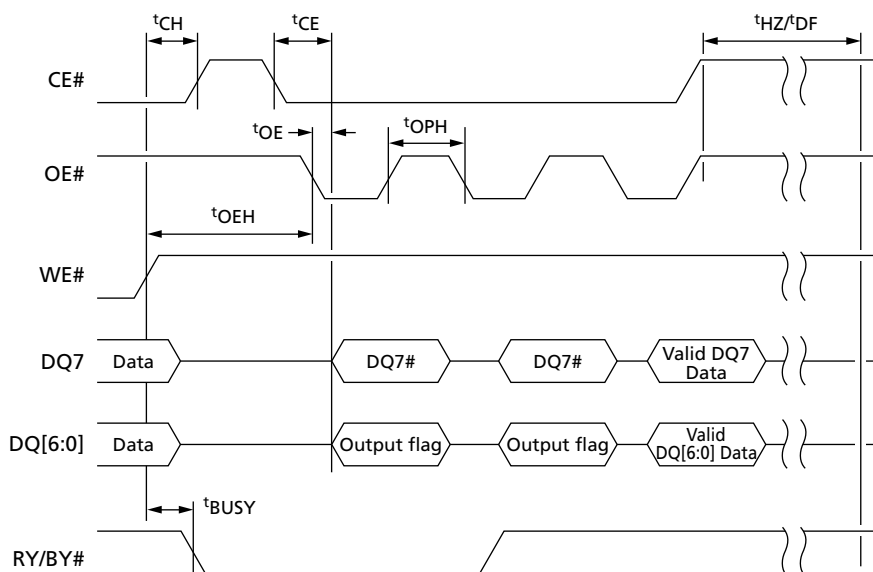 tCH
tCE
tHZ/tDF
CE#
tOE
tOPH
OE#
tOEH
WE#
DQ7
Data
DQ7#
DQ7#
Valid DQ7
Data
DQ[6:0]
Data
Output flag
Output flag
Valid
DQ[6:0] Data
tBUSY
RY/BY#